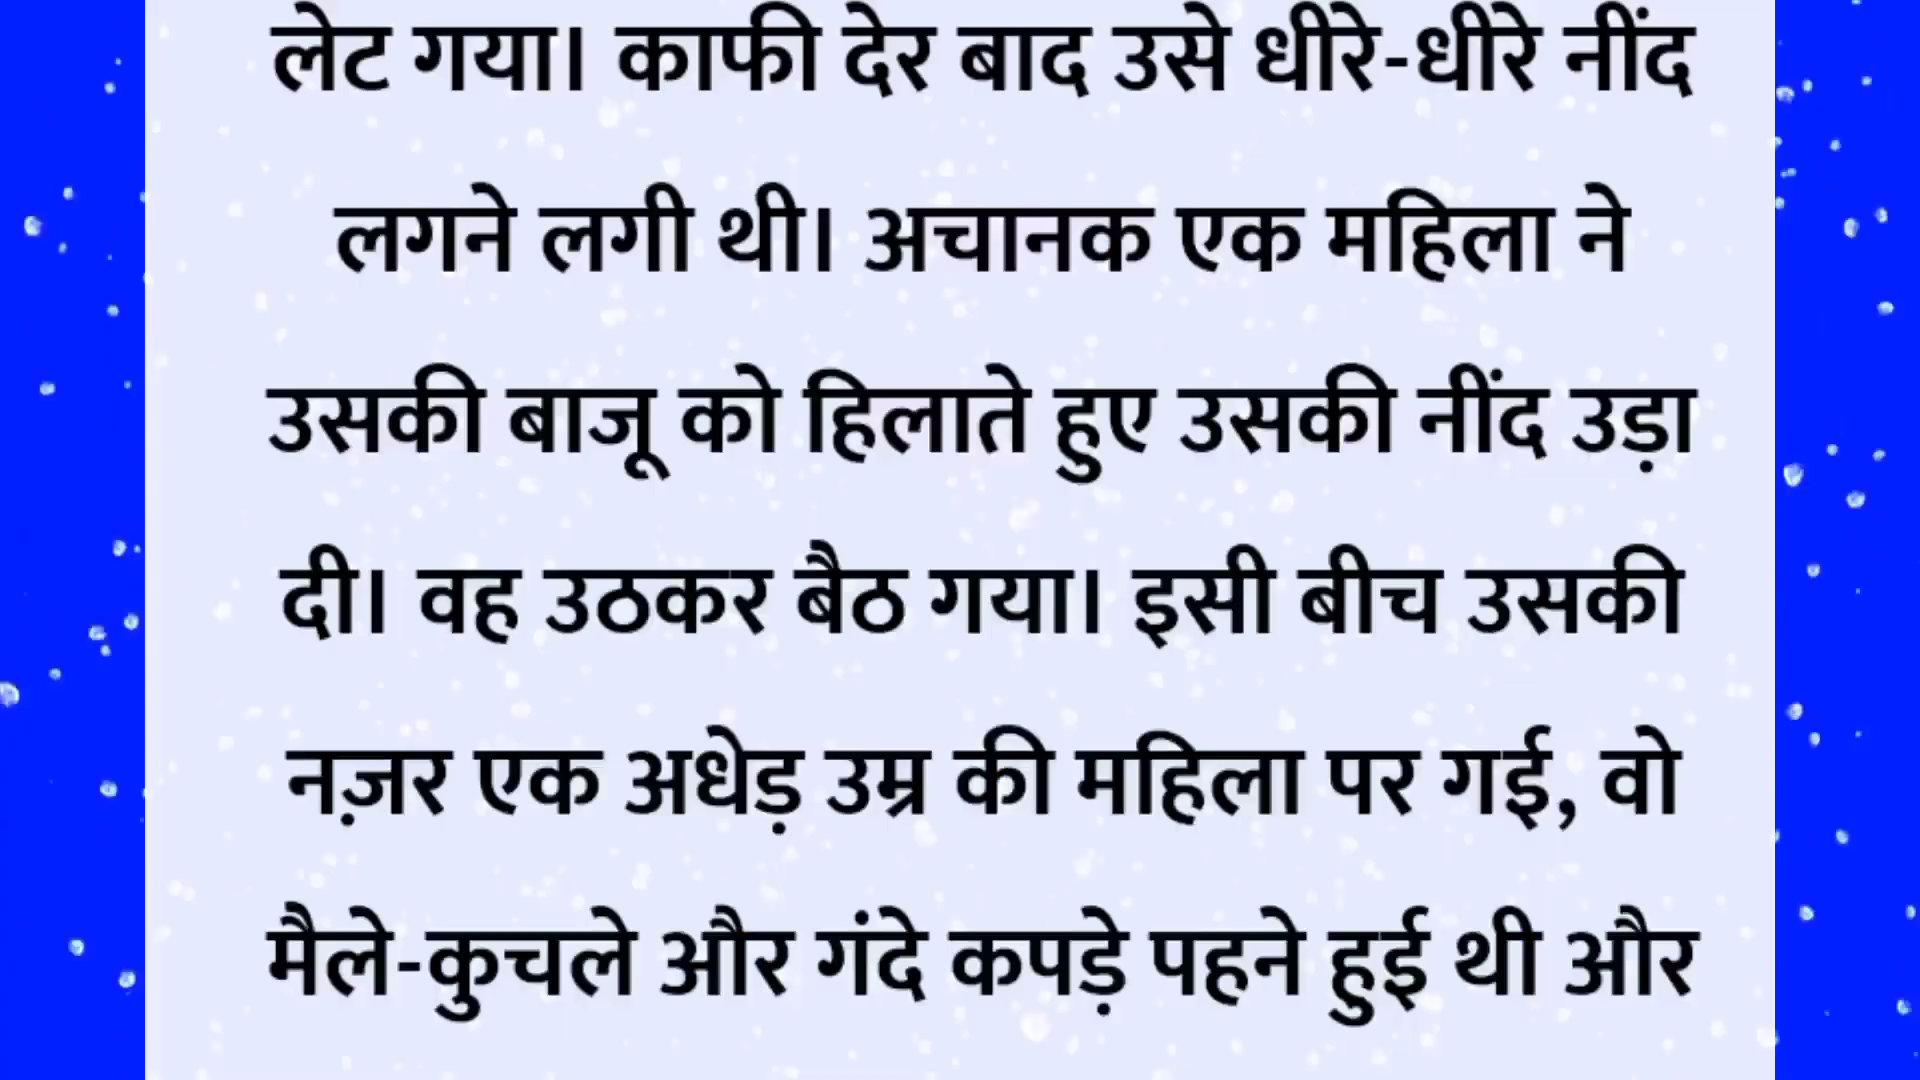 लेट गया। काफी देर बाद उसे धीरे-धीरे नींद
लगने लगी थी। अचानक एक महिला ने
उसकी बाजू को हिलाते हुए उसकी नींद उड़ा
दी। वह उठकर बैठ गया। इसी बीच उसकी
नज़र एक अधेड़ उम्र की महिला पर गई, वो
मैले-कुचले और गंदे कपड़े पहने हुई थी और